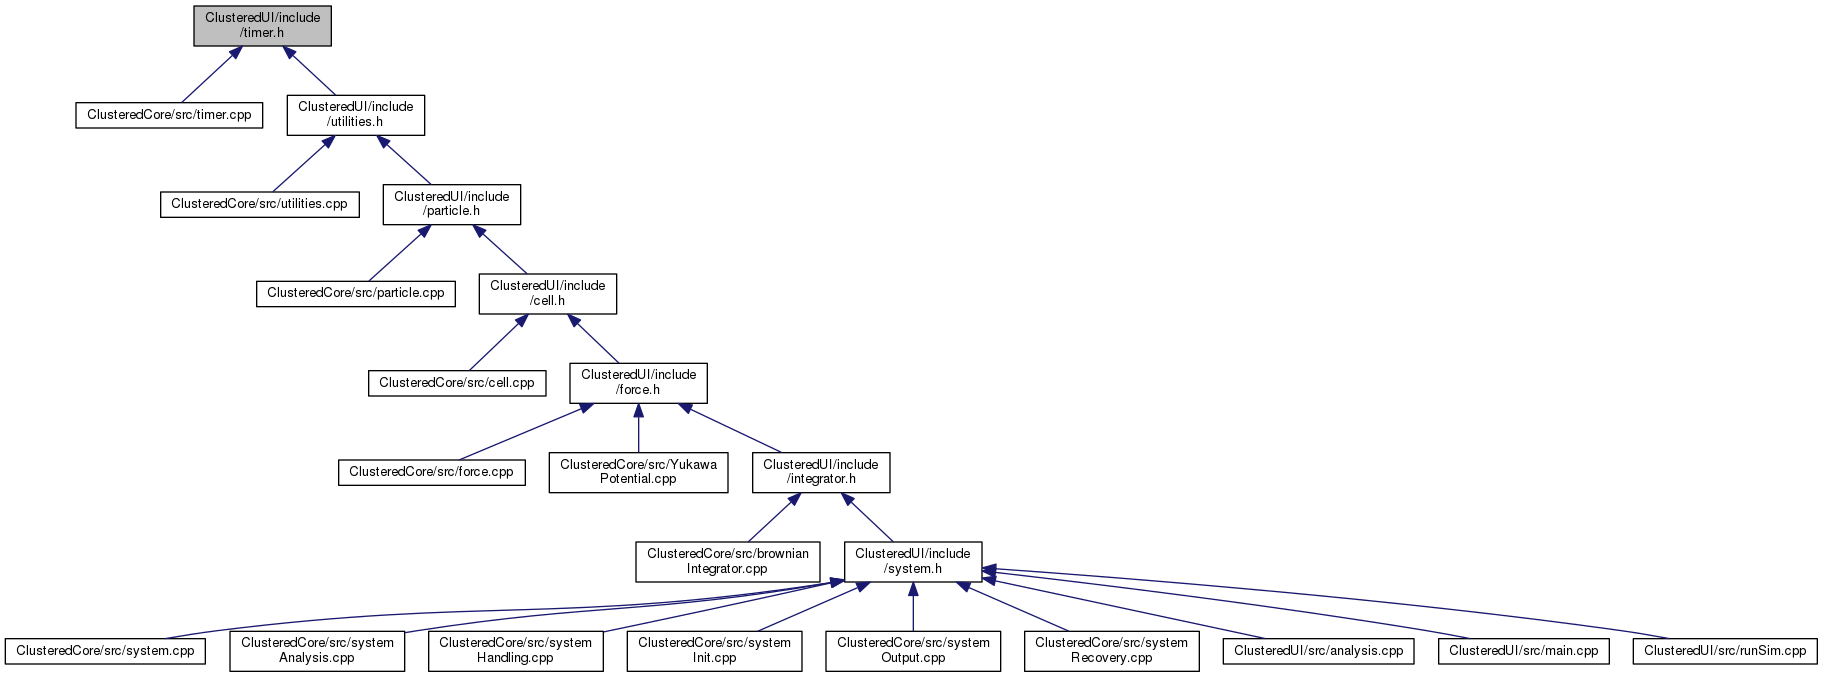 ClusteredUI/include
/timer.h
ClusteredCore/src/timer.cpp
ClusteredUI/include
/utilities.h
ClusteredCore/src/utilities.cpp
ClusteredUI/include
/particle.h
ClusteredCore/src/particle.cpp
ClusteredUI/include
/cell.h
ClusteredCore/src/cell.cpp
ClusteredUI/include
/force.h
ClusteredCore/src/force.cpp
ClusteredCore/src/Yukawa
Potential.cpp
ClusteredUI/include
/integrator.h
ClusteredCore/src/brownian
Integrator.cpp
ClusteredUI/include
/system.h
ClusteredCore/src/system.cpp
ClusteredCore/src/system
Analysis.cpp
ClusteredCore/src/system
Handling.cpp
ClusteredCore/src/system
Init.cpp
ClusteredCore/src/system
Output.cpp
ClusteredCore/src/system
Recovery.cpp
ClusteredUI/src/analysis.cpp
ClusteredUI/src/main.cpp
ClusteredUI/src/runSim.cpp